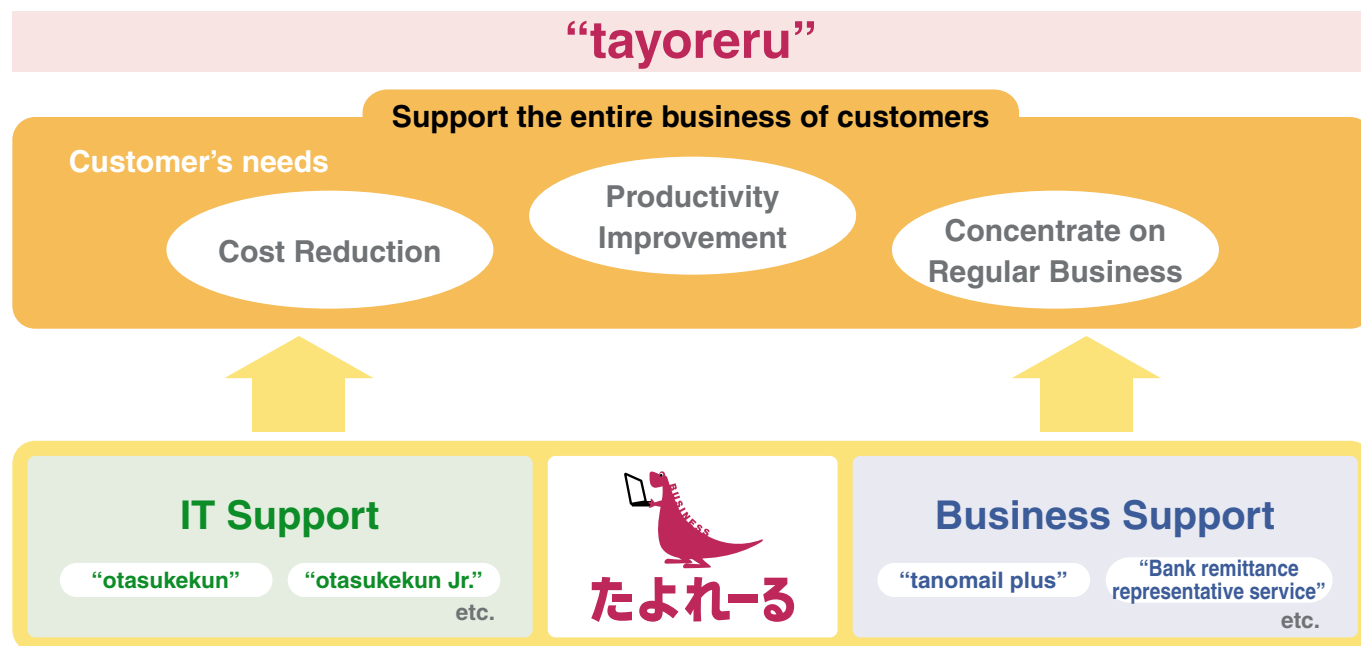 “tayoreru”
Support the entire business of customers
Customer’s needs
Cost Reduction
Productivity
Improvement
Concentrate on
Regular Business
IT Support
“otasukekun”
“otasukekun Jr.”
etc.
BUSINESS
たよれーる
Business Support
“tanomail plus”
“Bank remittance
representative service”
etc.